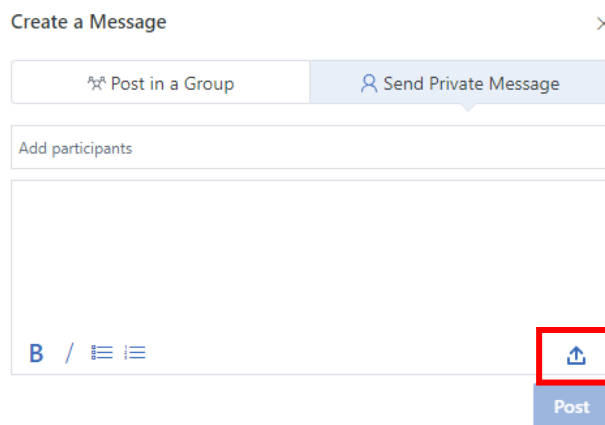 Create a Message
Post in a Group
Send Private Message
Add participants
B /
Post